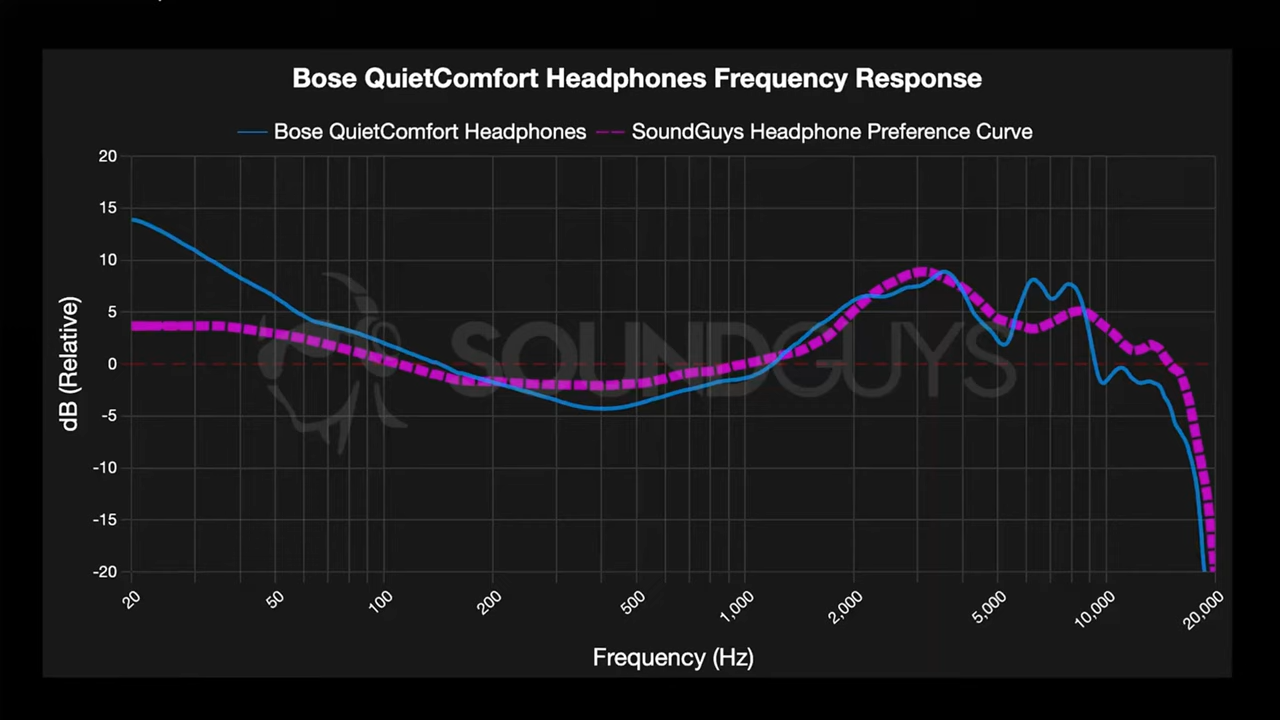 Bose QuietComfort Headphones Frequency Response
Bose QuietComfort Headphones SoundGuys Headphone Preference Curve
20
15
10
5
0
-5
-10
-15
-20
dB (Relative)
SOUNDGUYS
20 50 100 200 500 1,000 2,000 5,000 10,000 20,000
Frequency (Hz)